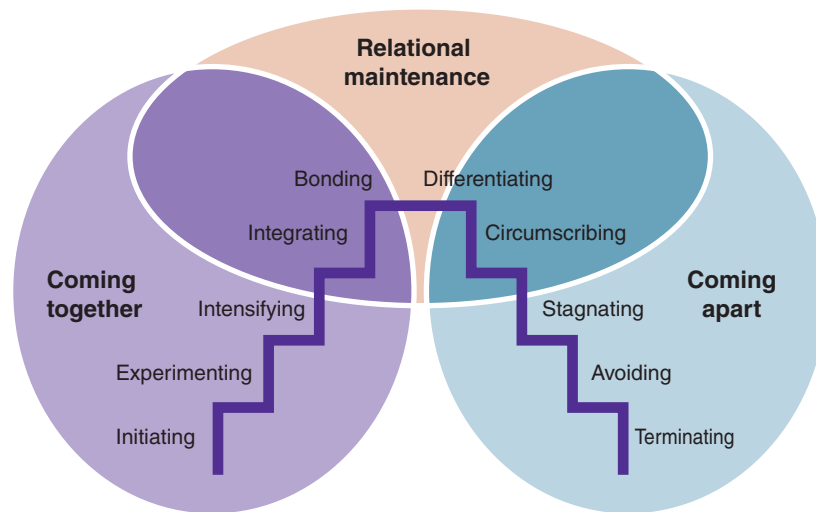 Relational
maintenance
Bonding
Differentiating
Integrating
Circumscribing
Coming
together
Coming
apart
Intensifying
Stagnating
Experimenting
Avoiding
Initiating
Terminating